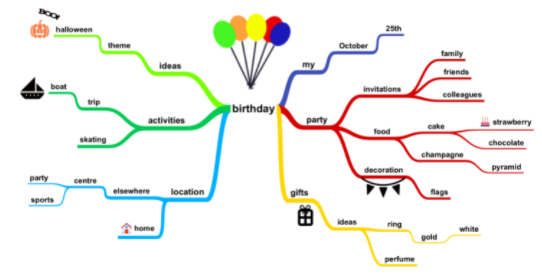 BOO!
halloween
theme
ideas
boat
trip
skating
activities
party
sports
centre
elsewhere
home
location
birthday
my
October
25th
party
invitations
family
friends
colleagues
food
cake
strawberry
chocolate
champagne
pyramid
decoration
flags
gifts
ideas
ring
gold
white
perfume